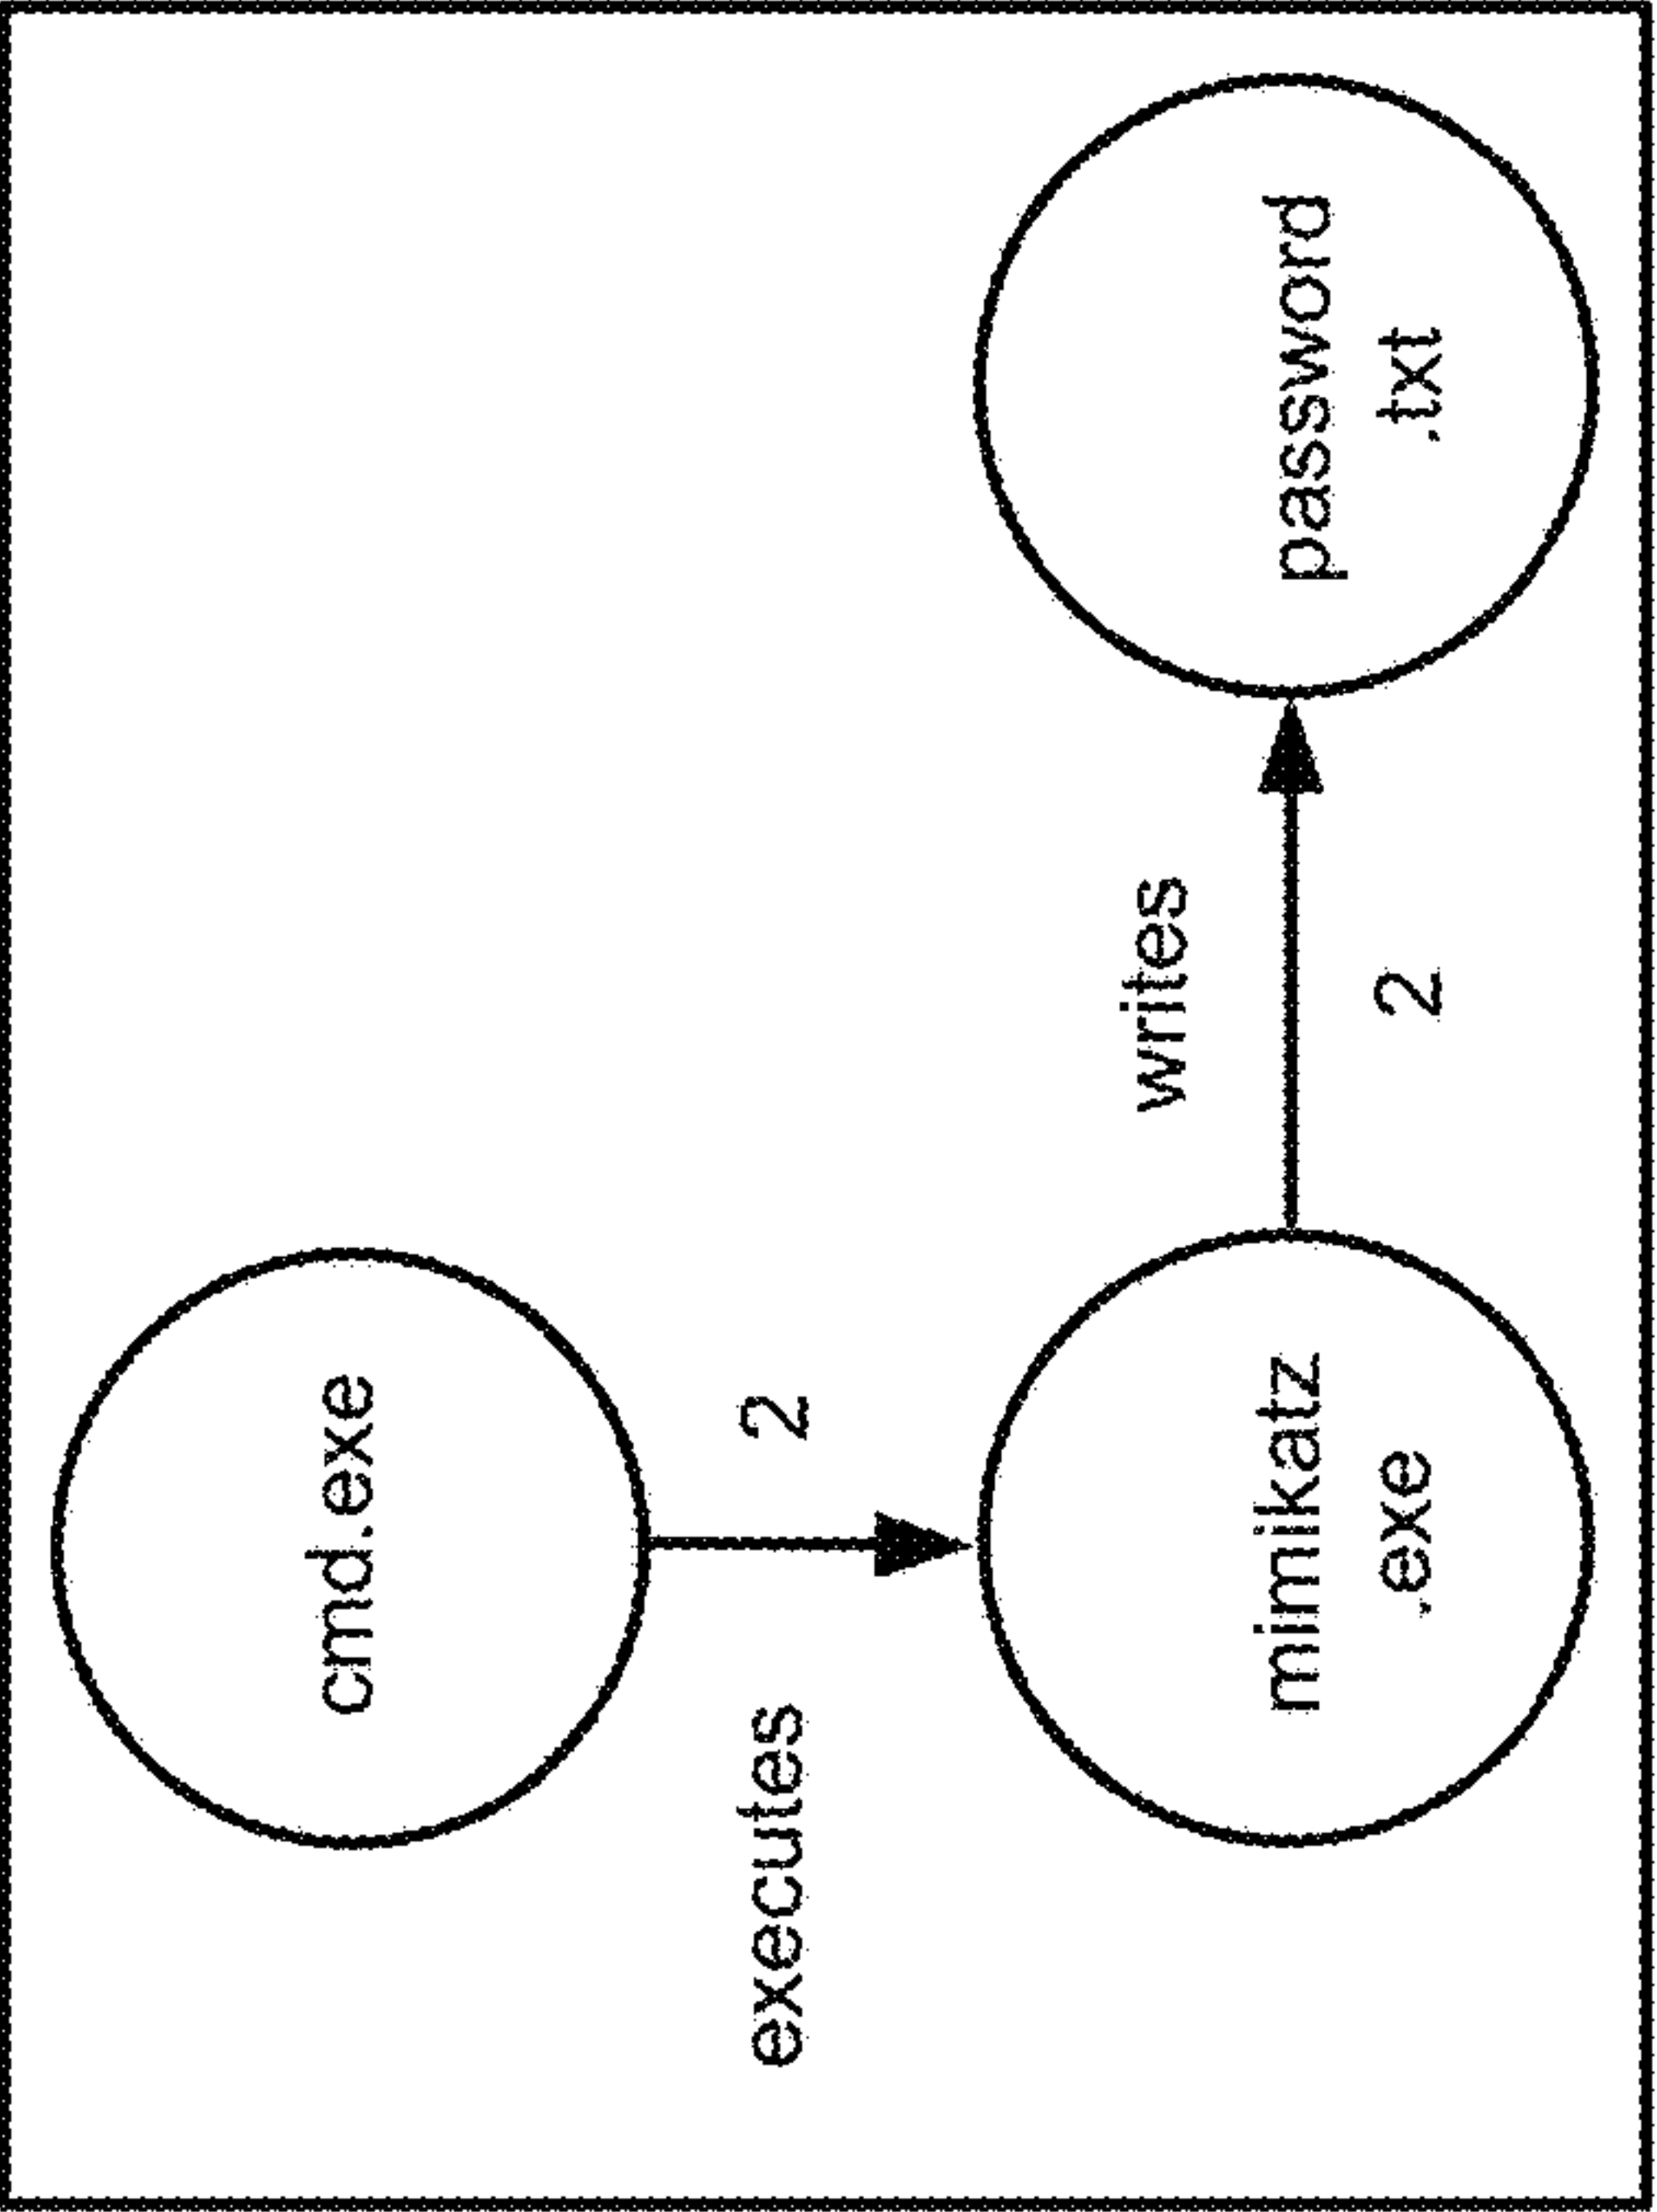 cmd.exe
executes
2
mimikatz
.exe
writes
2
password
.txt